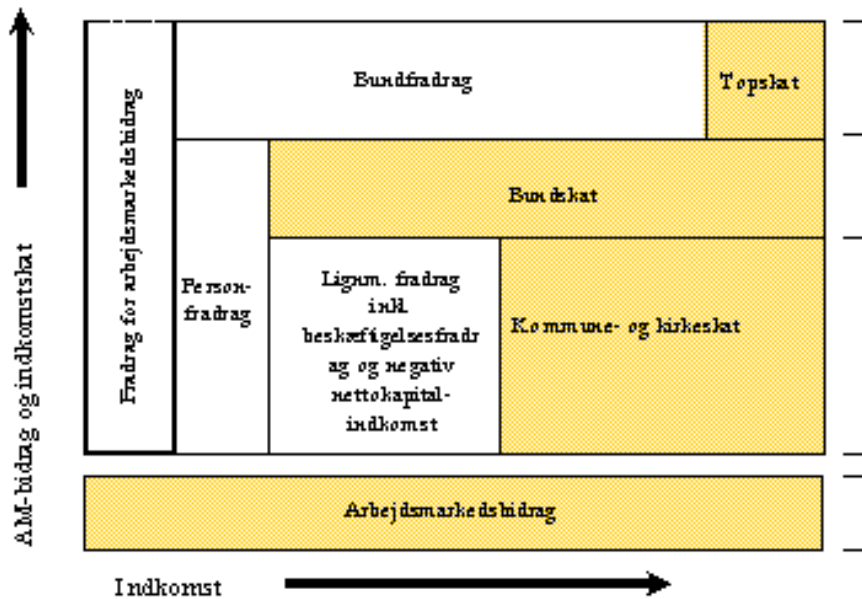 Bundfradrag
Topskat
Fradrag for arbejdsmarkedsbidrag
Bundskat
Person-
fradrag
Lignm. fradrag
inkl.
beskæftigelsesfradr
ag og negativ
nettokapital-
indkomst
Kommune- og kirkeskat
AM-bidrag og indkomstskat
Arbejdsmarkedsbidrag
Indkomst